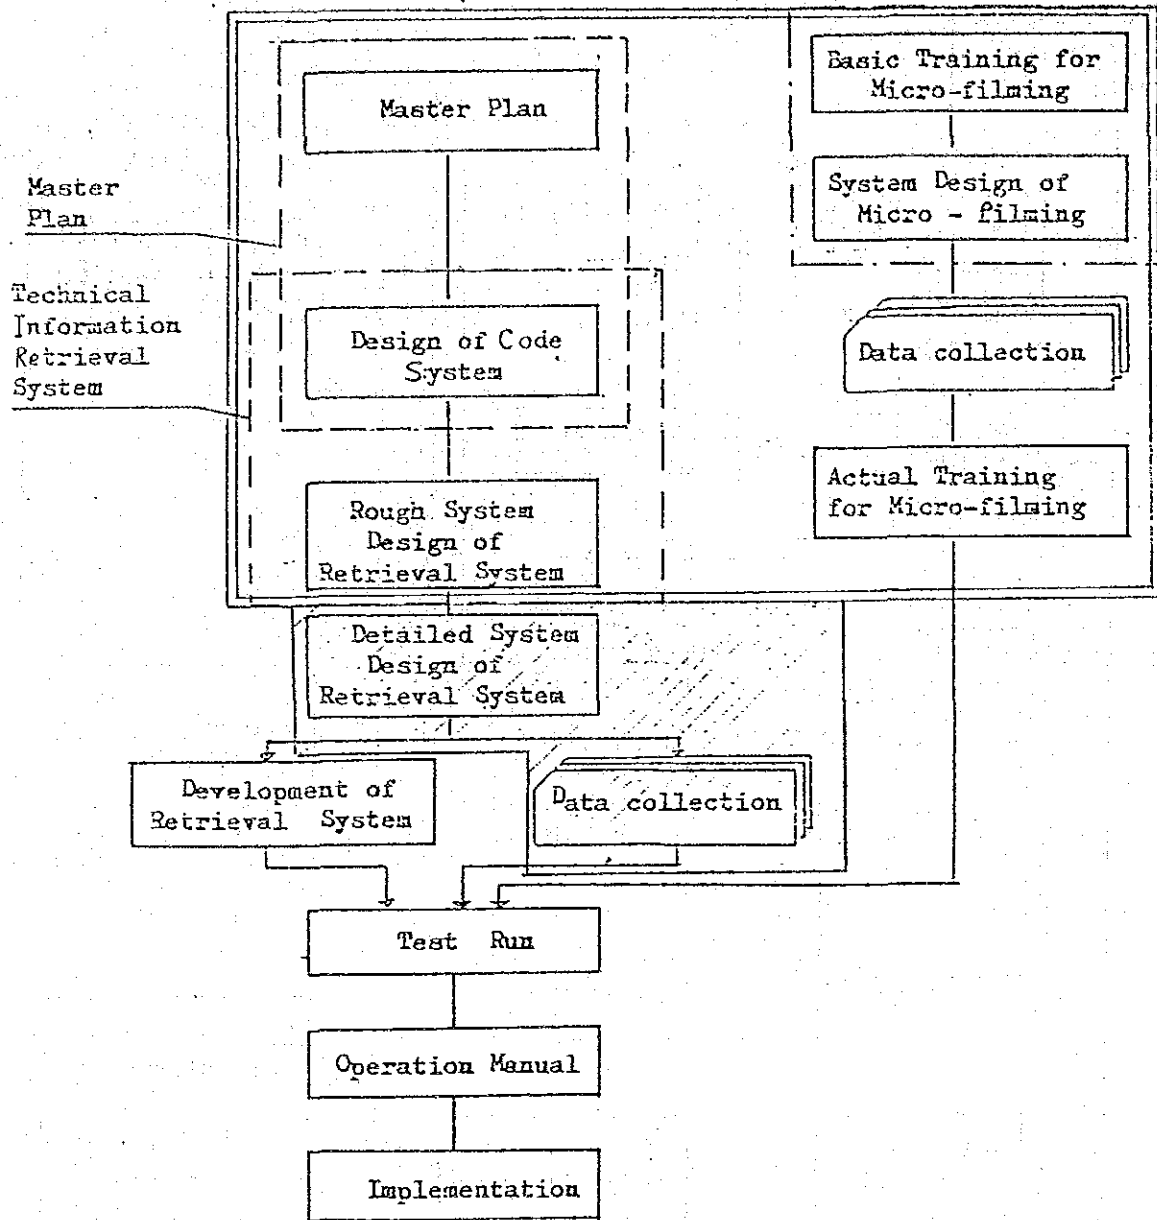 Master Plan
Basic Training for
Micro-filming
System Design of
Micro - filming
Master
Plan
Technical
Information
Retrieval
System
Design of Code
System
Data collection
Actual Training
for Micro-filming
Rough System
Design of
Retrieval System
Detailed System
Design of
Retrieval System
Development of
Retrieval System
Data collection
Test Run
Operation Manual
Implementation